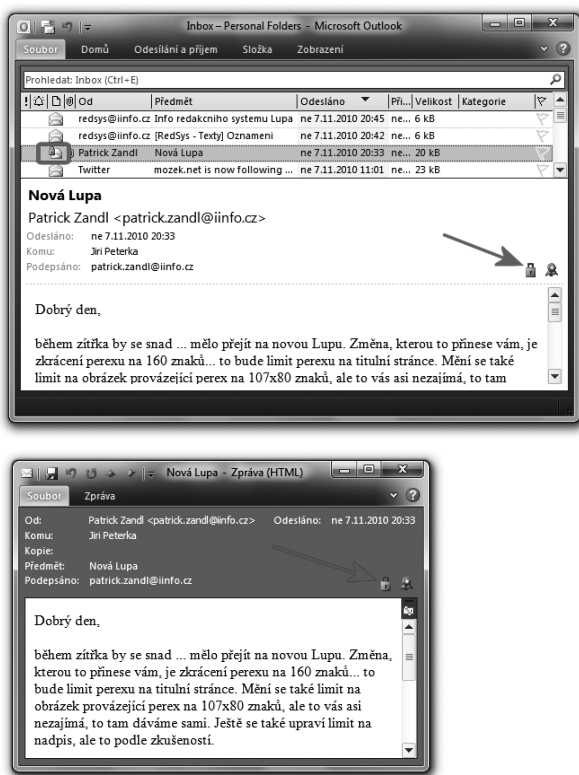 Inbox – Personal Folders - Microsoft Outlook
Soubor Domů Odesílání a příjem Složka Zobrazení
Prohledat: Inbox (Ctrl+E)
! Od Předmět Odesláno Při... Velikost Kategorie
redsys@iinfo.cz Info redakcniho systemu Lupa ne 7.11.2010 20:45 ne... 6 kB
redsys@iinfo.cz [RedSys - Texty] Oznameni ne 7.11.2010 20:42 ne... 6 kB
Patrick Zandl Nová Lupa ne 7.11.2010 20:33 ne... 20 kB
Twitter mozek.net is now following ... ne 7.11.2010 11:01 ne... 23 kB
Nová Lupa
Patrick Zandl <patrick.zandl@iinfo.cz>
Odesláno: ne 7.11.2010 20:33
Komu: Jiri Peterka
Podepsáno: patrick.zandl@iinfo.cz
Dobrý den,
během zítřka by se snad ... mělo přejít na novou Lupu. Změna, kterou to přinese vám, je
zkrácení perexu na 160 znaků... to bude limit perexu na titulní stránce. Mění se také
limit na obrázek provázející perex na 107x80 znaků, ale to vás asi nezajímá, to tam
Nová Lupa - Zpráva (HTML)
Soubor Zpráva
Od: Patrick Zandl <patrick.zandl@iinfo.cz> Odesláno: ne 7.11.2010 20:33
Komu: Jiri Peterka
Kopie:
Předmět: Nová Lupa
Podepsáno: patrick.zandl@iinfo.cz
Dobrý den,
během zítřka by se snad ... mělo přejít na novou Lupu. Změna,
kterou to přinese vám, je zkrácení perexu na 160 znaků... to
bude limit perexu na titulní stránce. Mění se také limit na
obrázek provázející perex na 107x80 znaků, ale to vás asi
nezajímá, to tam dáváme sami. Ještě se také upraví limit na
nadpis, ale to podle zkušeností.